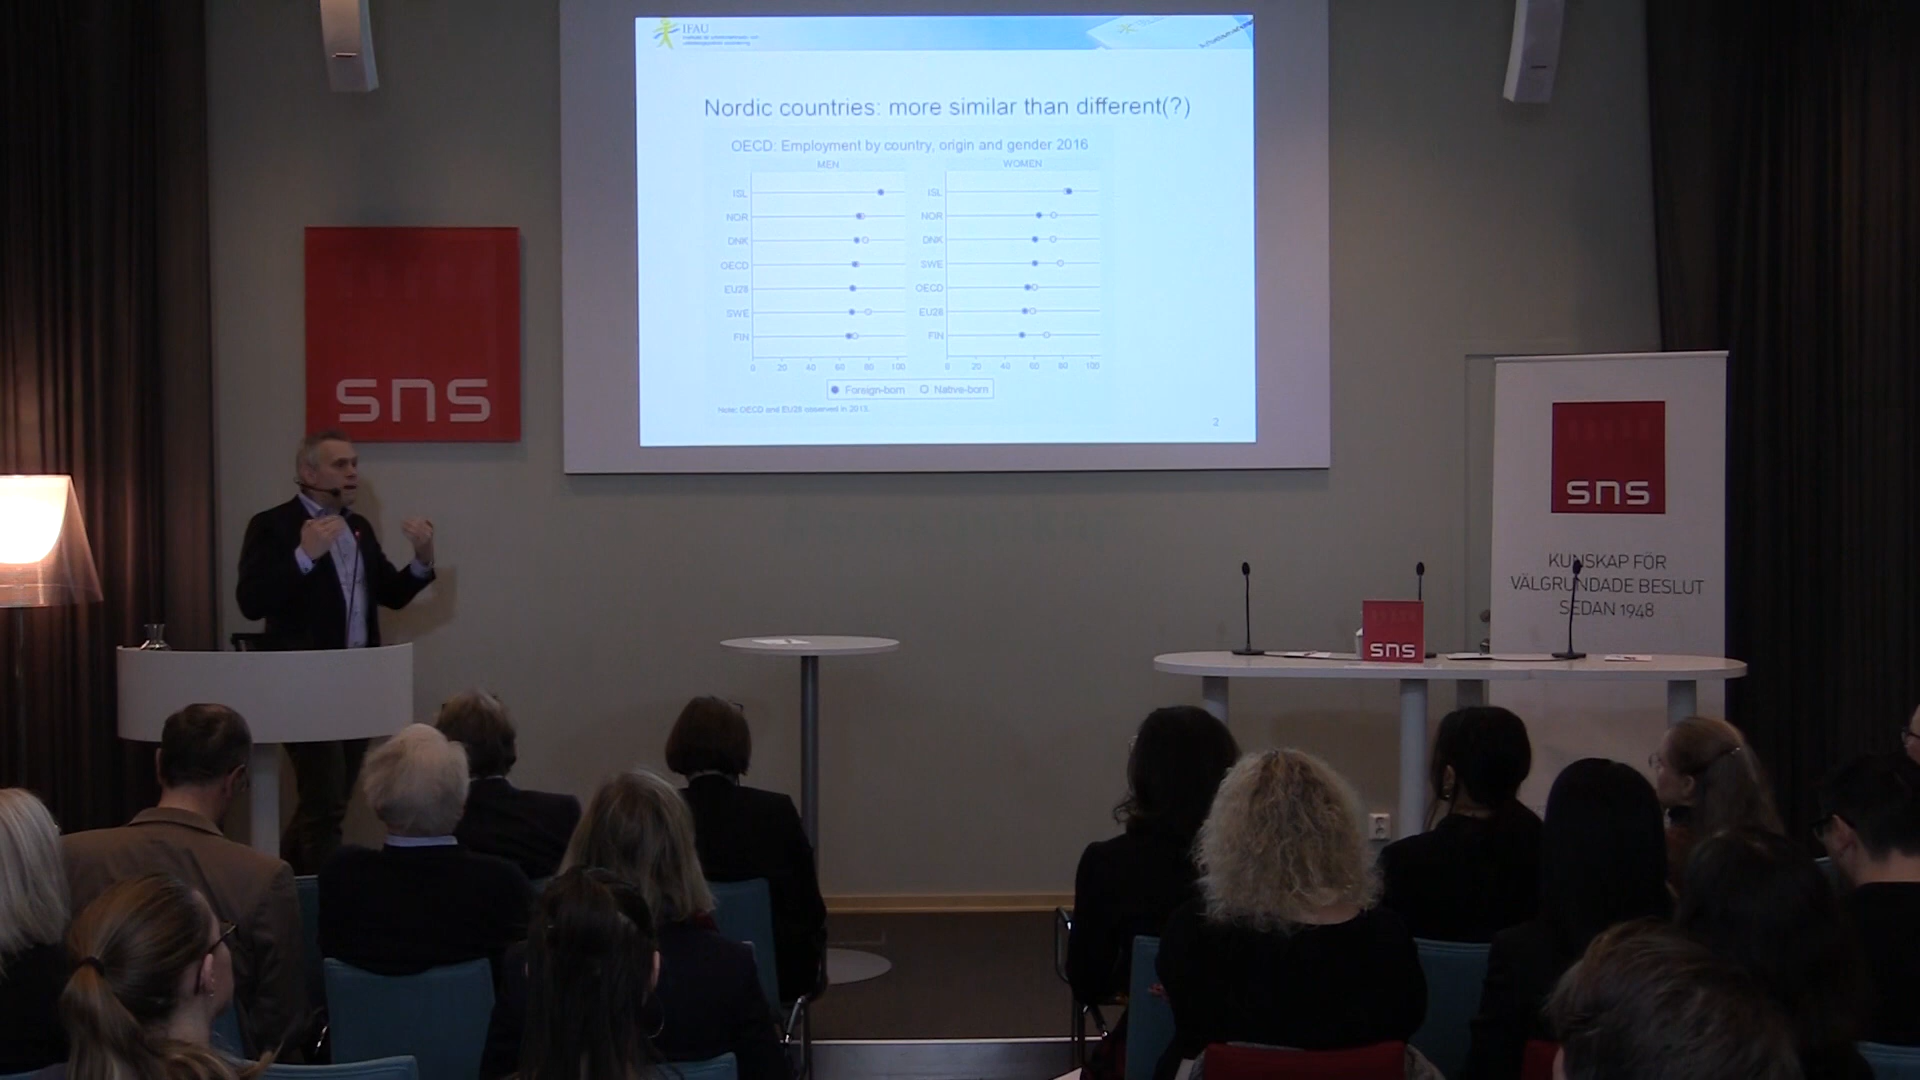 IFAU
Nordic countries: more similar than different(?)
OECD: Employment by country, origin and gender 2016
MEN
WOMEN
ISL
NOR
DNK
OECD
EU28
SWE
FIN
0 20 40 60 80 100
ISL
NOR
DNK
SWE
OECD
EU28
FIN
0 20 40 60 80 100
Foreign-born Native-born
Note: OECD and EU28 observed in 2013.
2
sns
sns
KUNSKAP FÖR
VÄLGRUNDADE BESLUT
SEDAN 1948
sns